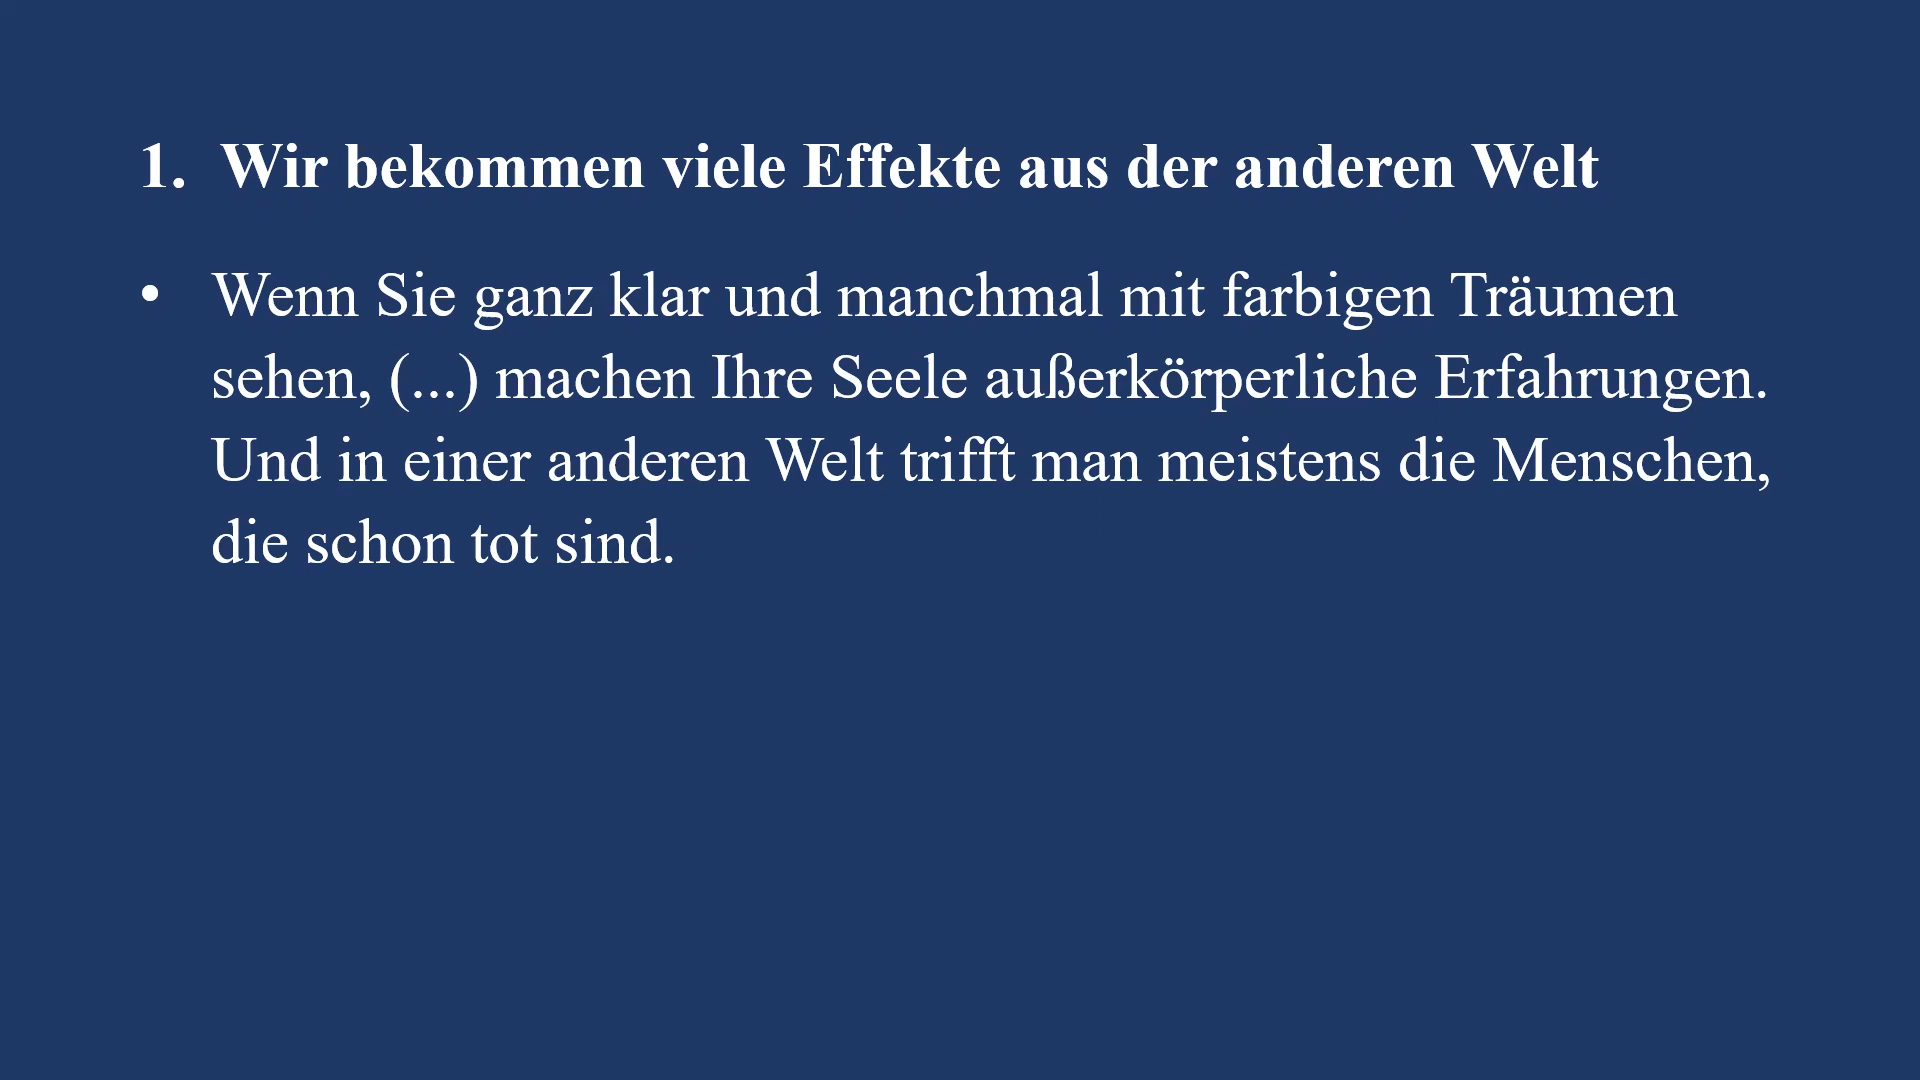 1. Wir bekommen viele Effekte aus der anderen Welt
• Wenn Sie ganz klar und manchmal mit farbigen Träumen
sehen, (...) machen Ihre Seele außerkörperliche Erfahrungen.
Und in einer anderen Welt trifft man meistens die Menschen,
die schon tot sind.